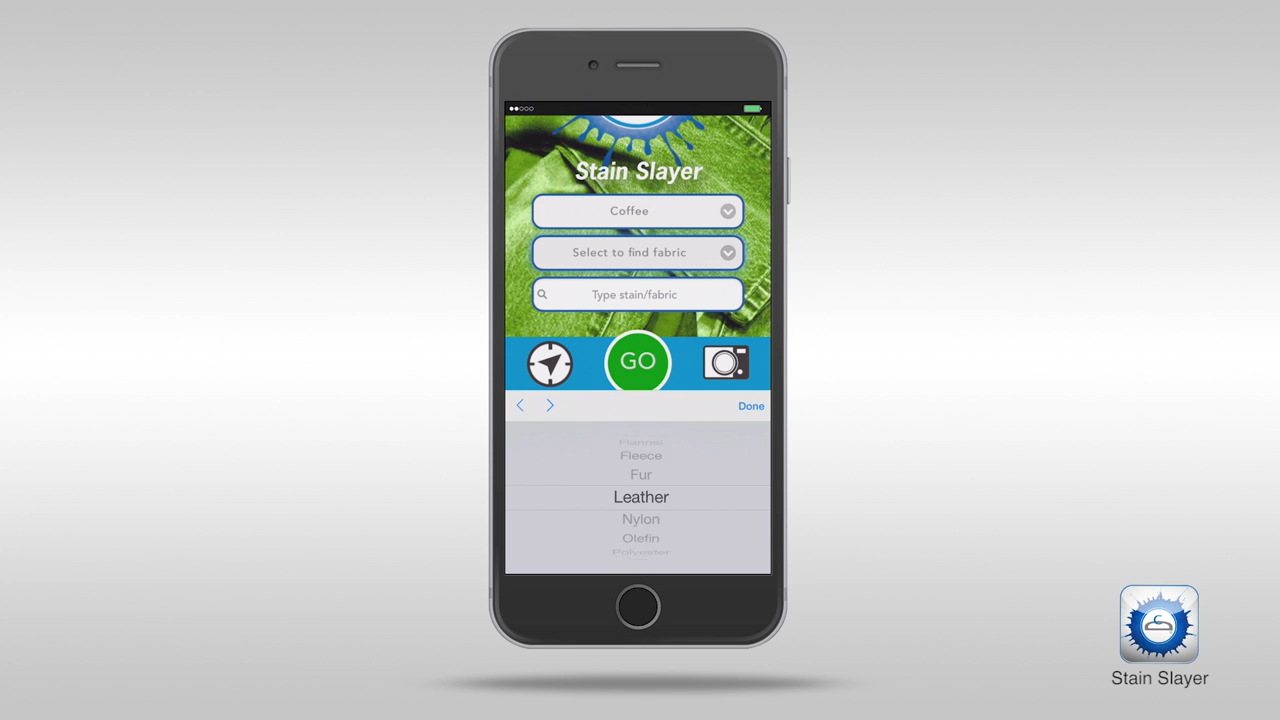 Stain Slayer
Coffee
Select to find fabric
Type stain/fabric
GO
Done
Flannel
Fleece
Fur
Leather
Nylon
Olefin
Polyester
Stain Slayer